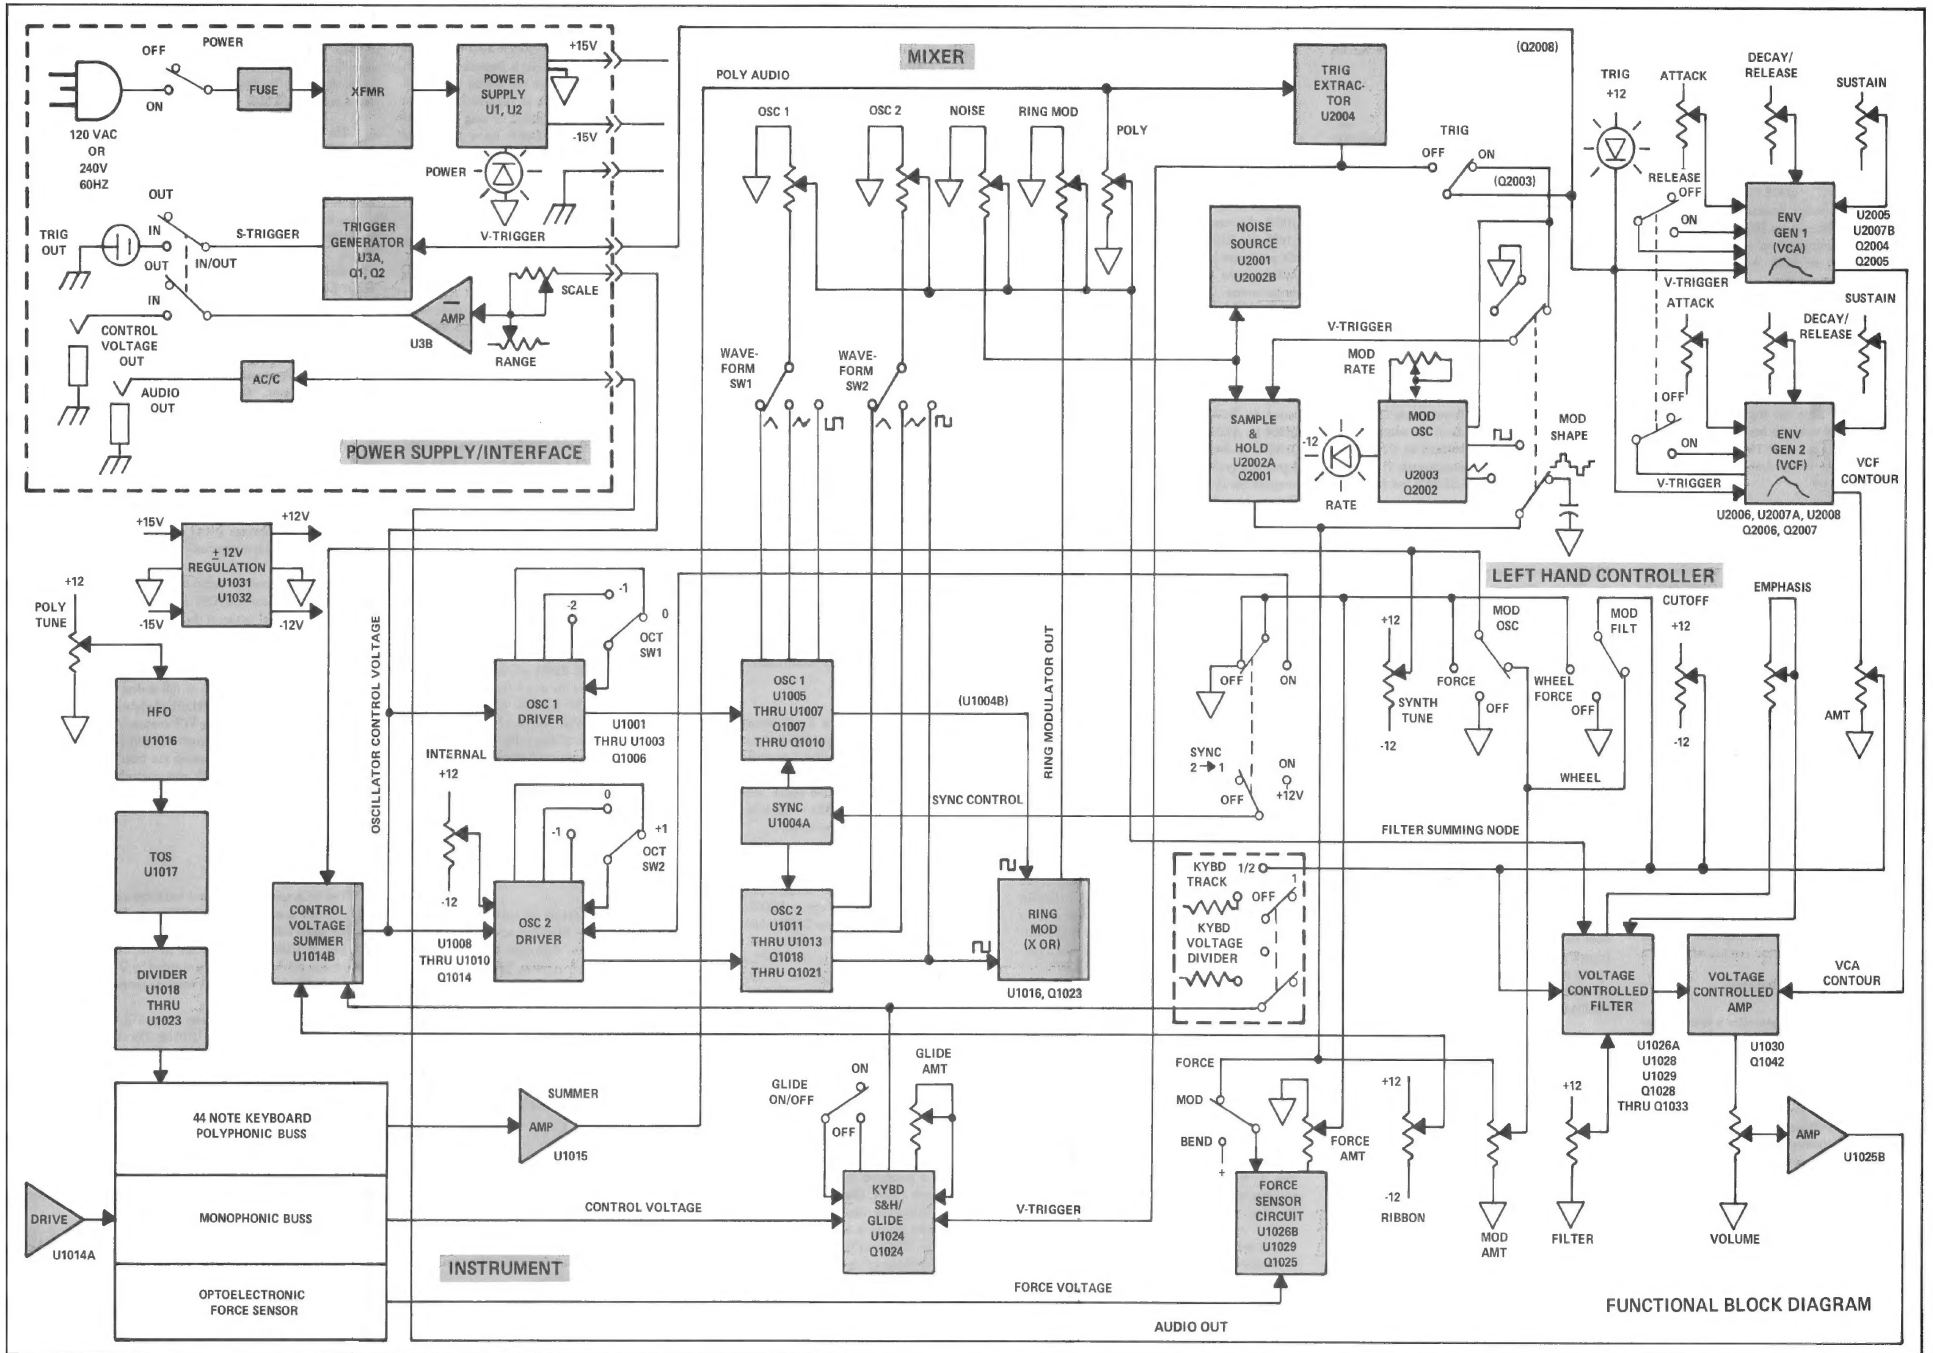 POWER
OFF
ON
120 VAC
OR
240V
60HZ
FUSE
XFMR
POWER
SUPPLY
U1, U2
+15V
-15V
POWER
OUT
IN
OUT
IN
IN/OUT
TRIG
OUT
S-TRIGGER
TRIGGER
GENERATOR
U3A,
Q1, Q2
V-TRIGGER
SCALE
AMP
U3B
RANGE
CONTROL
VOLTAGE
OUT
AC/C
AUDIO
OUT
POWER SUPPLY/INTERFACE
MIXER
POLY AUDIO
OSC 1
OSC 2
NOISE
RING MOD
POLY
TRIG
EXTRAC-
TOR
U2004
(Q2008)
TRIG
OFF
ON
(Q2003)
TRIG
+12
ATTACK
DECAY/
RELEASE
SUSTAIN
RELEASE
OFF
ON
ENV
GEN 1
(VCA)
U2005
U2007B
Q2004
Q2005
V-TRIGGER
ATTACK
DECAY/
RELEASE
SUSTAIN
OFF
ON
ENV
GEN 2
(VCF)
VCF
CONTOUR
V-TRIGGER
U2006, U2007A, U2008
Q2006, Q2007
NOISE
SOURCE
U2001
U2002B
V-TRIGGER
MOD
RATE
WAVE-
FORM
SW1
WAVE-
FORM
SW2
SAMPLE
&
HOLD
U2002A
Q2001
-12
RATE
MOD
OSC
U2003
Q2002
MOD
SHAPE
+15V
+12V
± 12V
REGULATION
U1031
U1032
-15V
-12V
+12
POLY
TUNE
HFO
U1016
TOS
U1017
DIVIDER
U1018
THRU
U1023
CONTROL
VOLTAGE
SUMMER
U1014B
OSCILLATOR CONTROL VOLTAGE
-2
-1
0
OCT
SW1
OSC 1
DRIVER
U1001
THRU U1003
Q1006
INTERNAL
+12
-12
0
-1
+1
OCT
SW2
OSC 2
DRIVER
U1008
THRU U1010
Q1014
OSC 1
U1005
THRU U1007
Q1007
THRU Q1010
SYNC
U1004A
OSC 2
U1011
THRU U1013
Q1018
THRU Q1021
(U1004B)
RING MODULATOR OUT
SYNC CONTROL
RING
MOD
(X OR)
U1016, Q1023
LEFT HAND CONTROLLER
OFF
ON
SYNC
2 → 1
OFF
ON
+12V
+12
SYNTH
TUNE
-12
MOD
OSC
FORCE
OFF
WHEEL
FORCE
MOD
FILT
OFF
WHEEL
CUTOFF
+12
-12
EMPHASIS
AMT
FILTER SUMMING NODE
KYBD
TRACK
1/2
OFF
1
KYBD
VOLTAGE
DIVIDER
VOLTAGE
CONTROLLED
FILTER
U1026A
U1028
U1029
Q1028
THRU Q1033
VOLTAGE
CONTROLLED
AMP
U1030
Q1042
VCA
CONTOUR
44 NOTE KEYBOARD
POLYPHONIC BUSS
MONOPHONIC BUSS
OPTOELECTRONIC
FORCE SENSOR
DRIVE
U1014A
SUMMER
AMP
U1015
INSTRUMENT
GLIDE
ON/OFF
ON
OFF
GLIDE
AMT
KYBD
S&H/
GLIDE
U1024
Q1024
CONTROL VOLTAGE
V-TRIGGER
FORCE VOLTAGE
FORCE
MOD
BEND
+
FORCE
AMT
FORCE
SENSOR
CIRCUIT
U1026B
U1029
Q1025
+12
-12
RIBBON
MOD
AMT
+12
FILTER
VOLUME
AMP
U1025B
AUDIO OUT
FUNCTIONAL BLOCK DIAGRAM